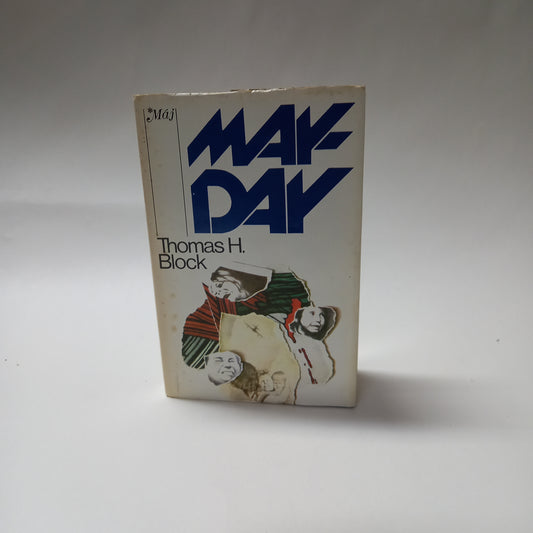 *Máj
MAY-
DAY
Thomas H.
Block